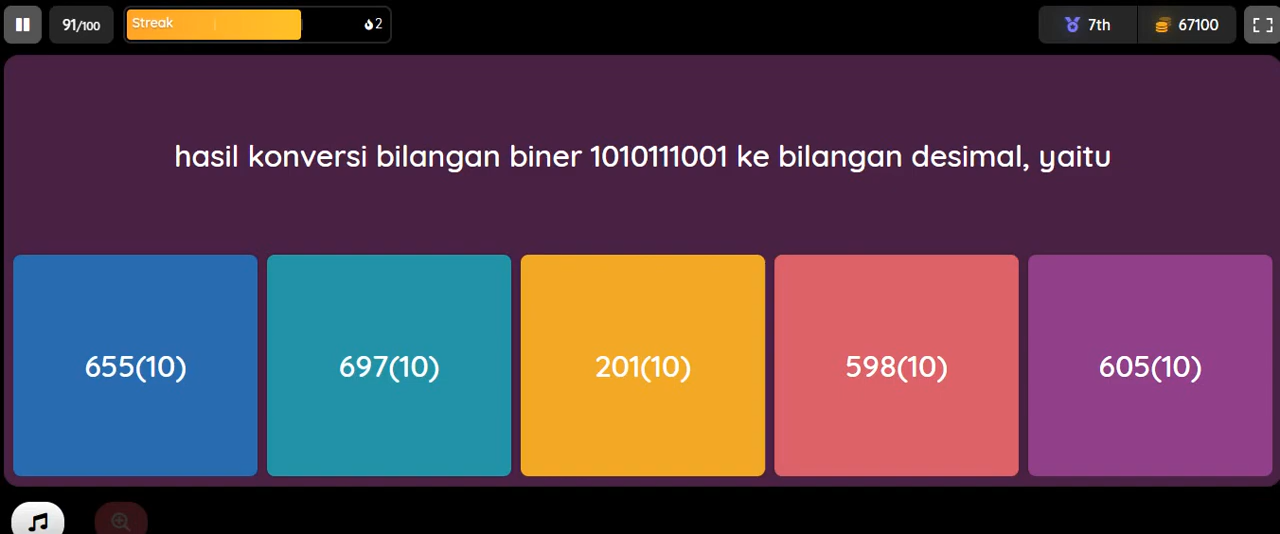 91/100
Streak
2
7th
67100
hasil konversi bilangan biner 1010111001 ke bilangan desimal, yaitu
655(10)
697(10)
201(10)
598(10)
605(10)